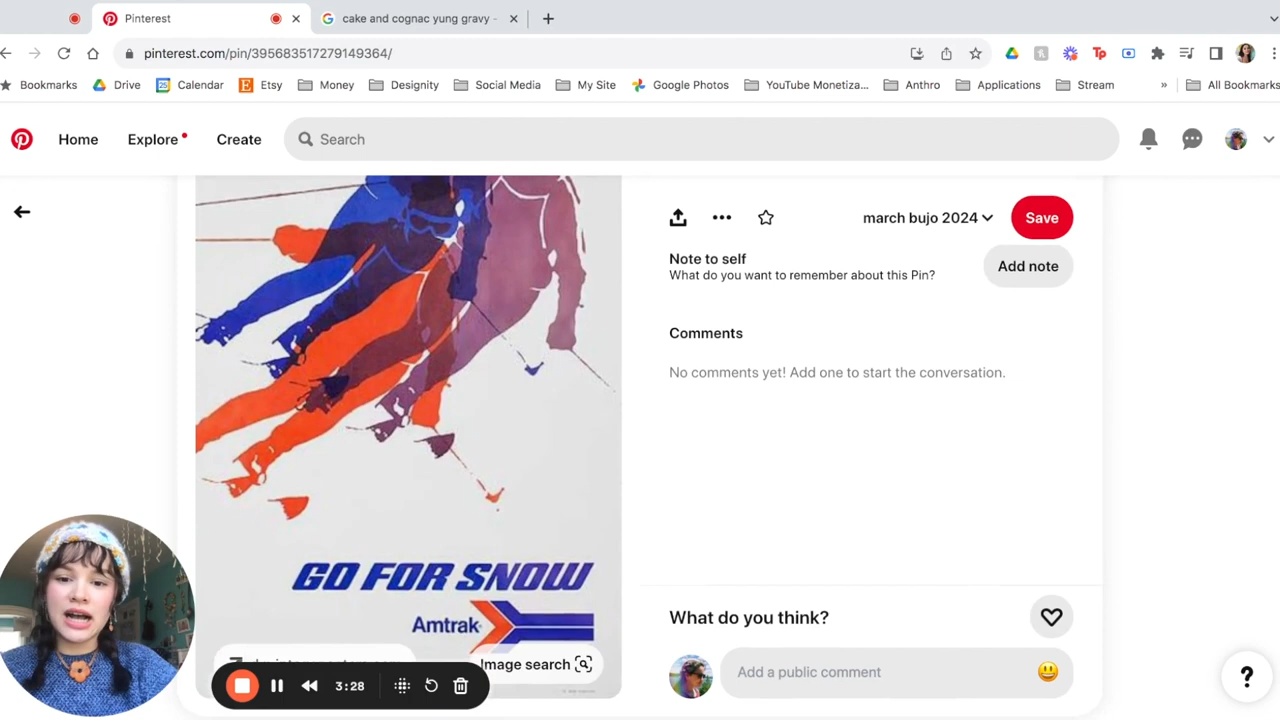 Pinterest
cake and cognac yung gravy -
pinterest.com/pin/395683517279149364/
Bookmarks Drive Calendar Etsy Money Designity Social Media My Site Google Photos YouTube Monetiza... Anthro Applications Stream » All Bookmarks
Home Explore Create Search
march bujo 2024 Save
Note to self
What do you want to remember about this Pin?
Add note
Comments
No comments yet! Add one to start the conversation.
GO FOR SNOW
Amtrak
Image search
3:28
What do you think?
Add a public comment
?